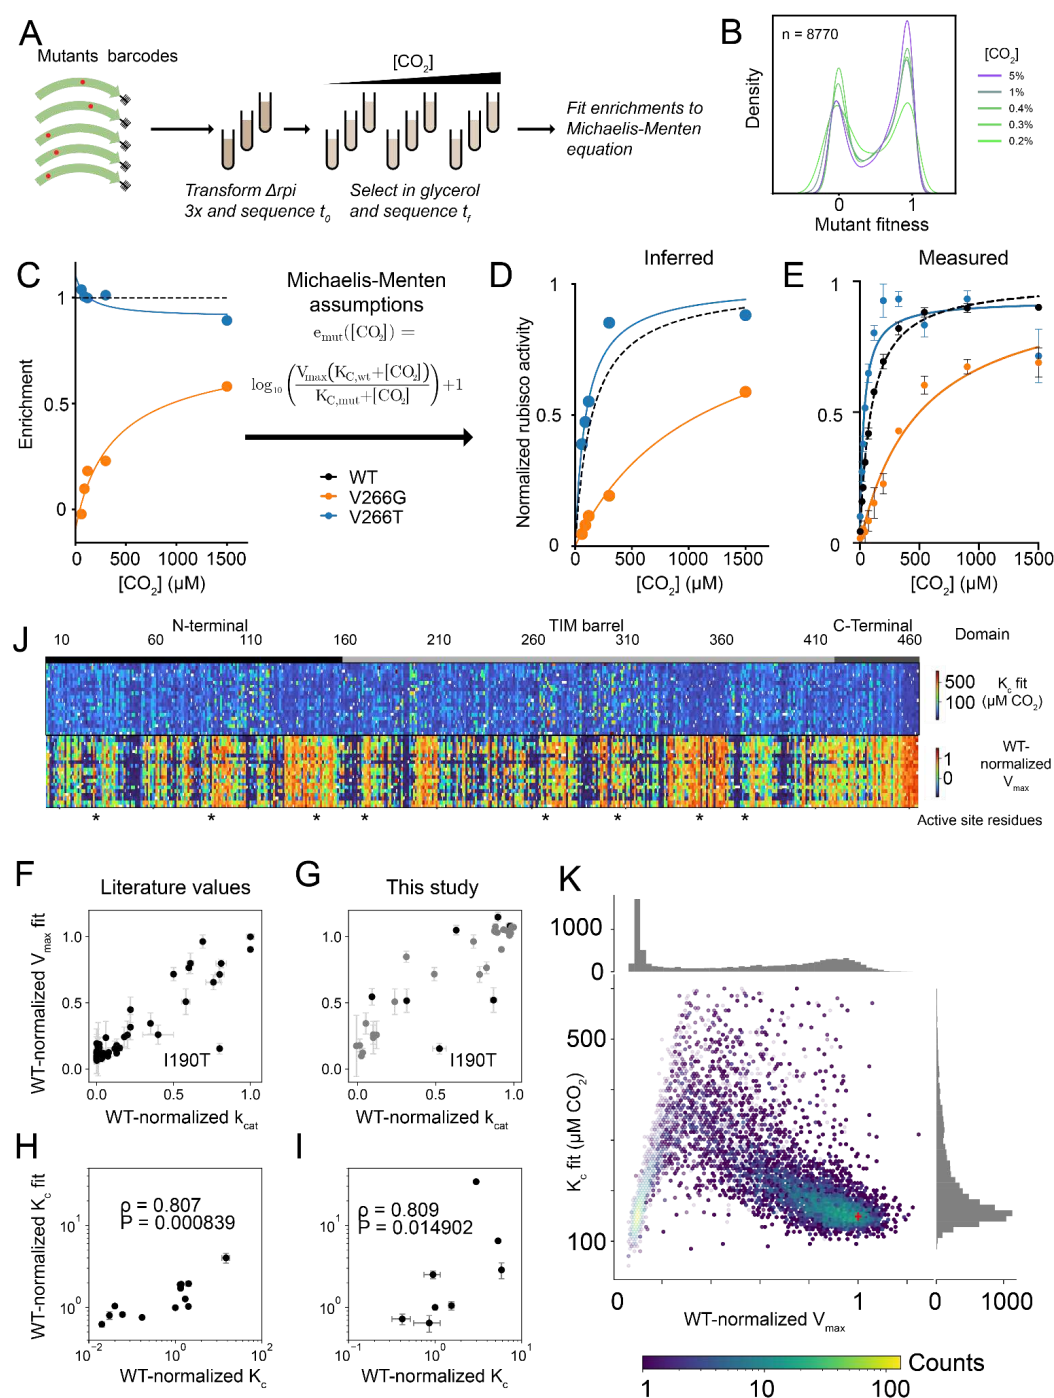 A
Mutants barcodes
[CO2]
Transform Δrpi
3x and sequence t0
Select in glycerol
and sequence tf
Fit enrichments to
Michaelis-Menten
equation
B
n = 8770
Density
0
1
Mutant fitness
[CO2]
5%
1%
0.4%
0.3%
0.2%
C
Enrichment
1
0.5
0
0
500
1000
1500
[CO2] (µM)
Michaelis-Menten
assumptions
emut([CO2]) =
log10(Vmax(KC,wt+[CO2])/KC,mut+[CO2])+1
WT
V266G
V266T
D
Inferred
Normalized rubisco activity
1
0.5
0
0
500
1000
1500
[CO2] (µM)
E
Measured
1
0.5
0
0
500
1000
1500
[CO2] (µM)
J
N-terminal
TIM barrel
C-Terminal
Domain
10
60
110
160
210
260
310
360
410
460
500
100
Kc fit
(µM CO2)
1
0
WT-
normalized
Vmax
* * * * * * * *
Active site residues
F
Literature values
WT-normalized Vmax fit
1.0
0.5
0.0
I190T
0.0
0.5
1.0
WT-normalized kcat
G
This study
1.0
0.5
0.0
I190T
0.0
0.5
1.0
WT-normalized kcat
H
WT-normalized Kc fit
ρ = 0.807
P = 0.000839
10^1
10^0
10^-2
10^0
10^2
WT-normalized Kc
I
ρ = 0.809
P = 0.014902
10^1
10^0
10^-1
10^0
10^1
WT-normalized Kc
K
1000
0
Kc fit (µM CO2)
500
100
0
1
WT-normalized Vmax
0
1000
Counts
1
10
100